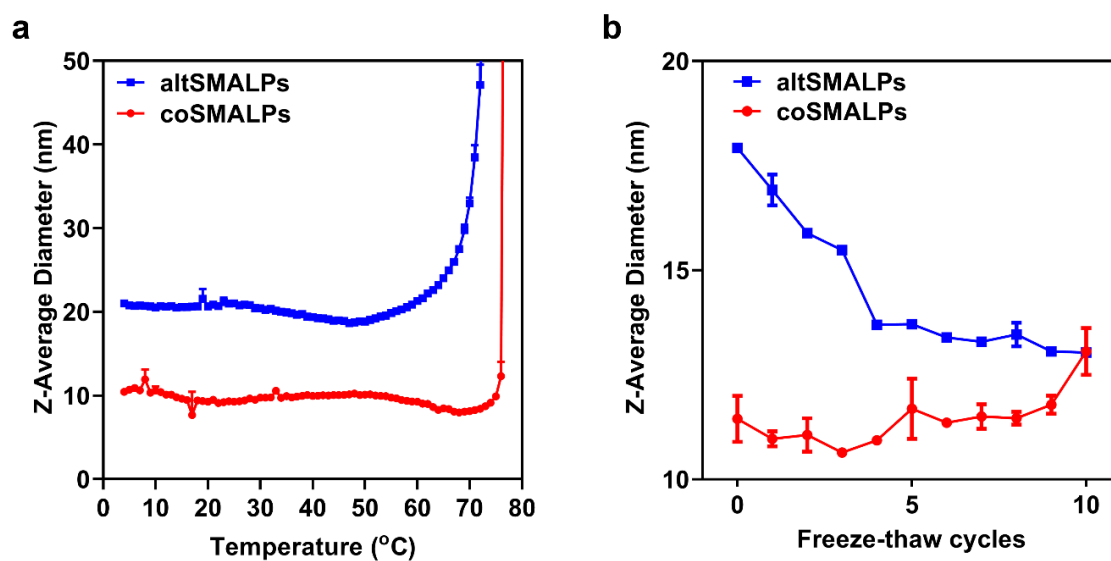 a
50
40
30
20
10
0
Z-Average Diameter (nm)
altSMALPs
coSMALPs
0 10 20 30 40 50 60 70 80
Temperature (°C)
b
20
15
10
Z-Average Diameter (nm)
altSMALPs
coSMALPs
0 5 10
Freeze-thaw cycles